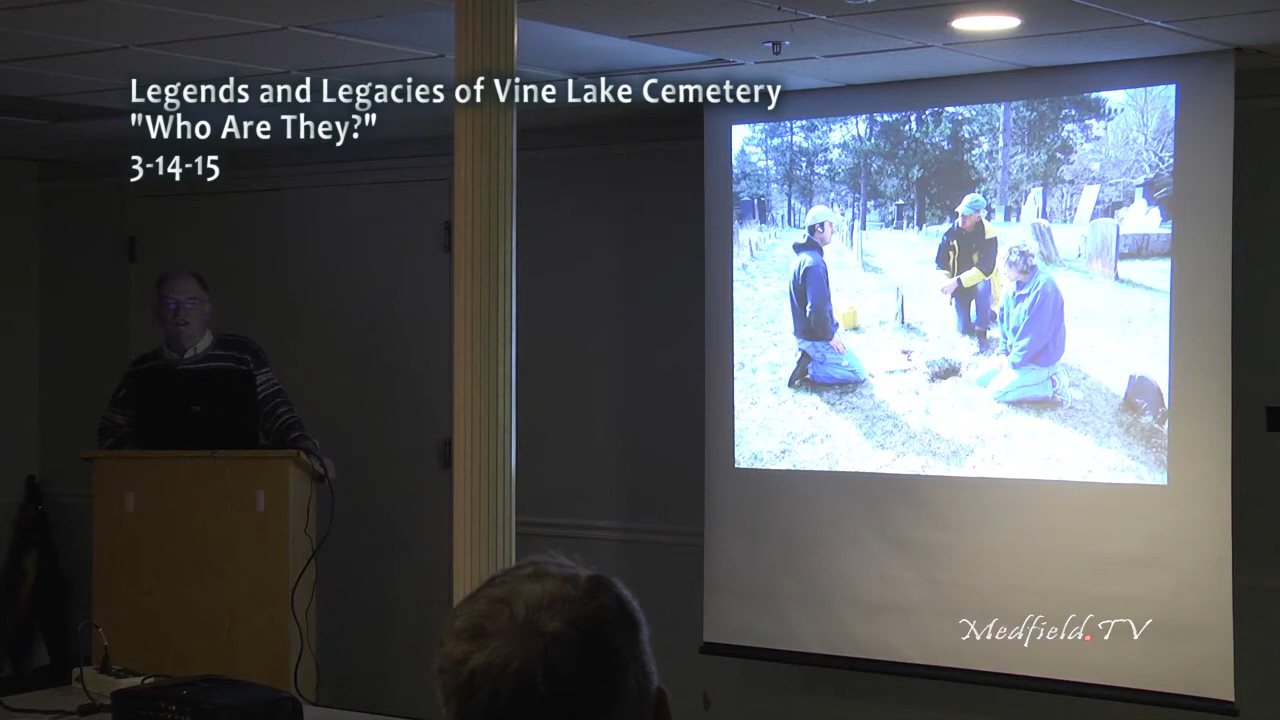 Legends and Legacies of Vine Lake Cemetery
"Who Are They?"
3-14-15
Medfield.TV